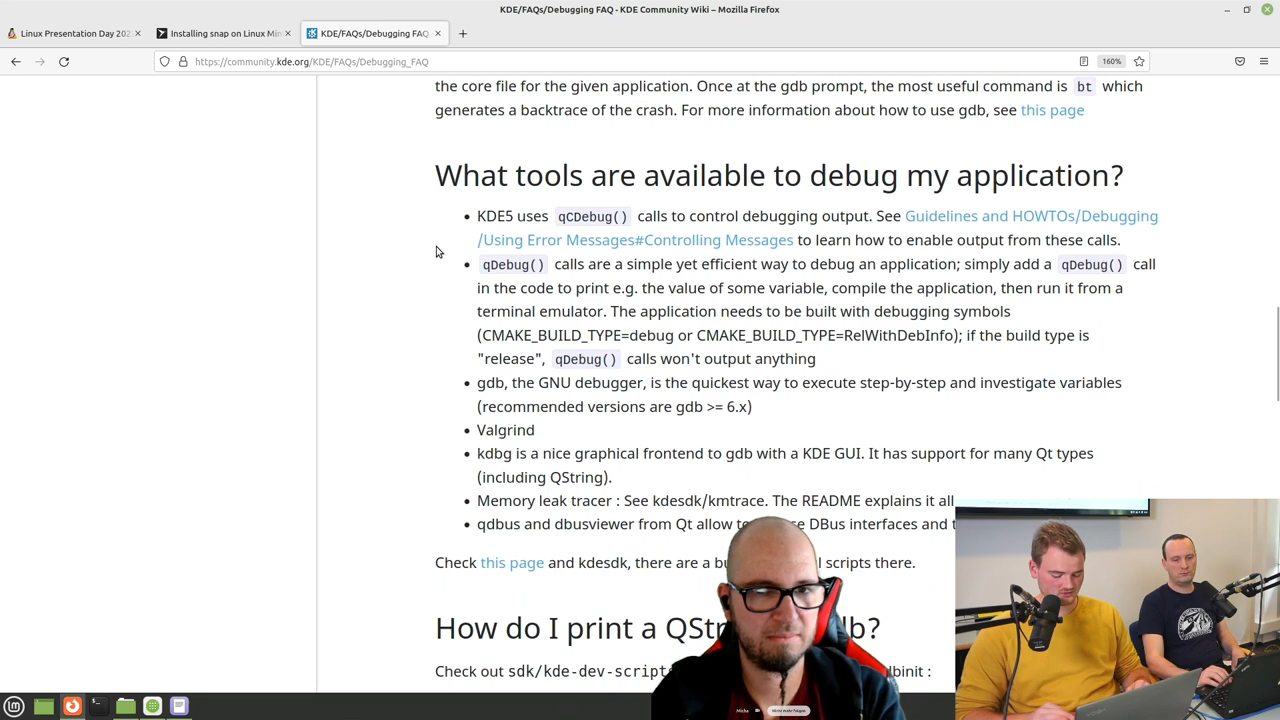 KDE/FAQs/Debugging FAQ - KDE Community Wiki – Mozilla Firefox
Linux Presentation Day 202
Installing snap on Linux Min
KDE/FAQs/Debugging FAQ
https://community.kde.org/KDE/FAQs/Debugging_FAQ
160%
the core file for the given application. Once at the gdb prompt, the most useful command is bt which
generates a backtrace of the crash. For more information about how to use gdb, see this page
What tools are available to debug my application?
KDE5 uses qCDebug() calls to control debugging output. See Guidelines and HOWTOs/Debugging
/Using Error Messages#Controlling Messages to learn how to enable output from these calls.
qDebug() calls are a simple yet efficient way to debug an application; simply add a qDebug() call
in the code to print e.g. the value of some variable, compile the application, then run it from a
terminal emulator. The application needs to be built with debugging symbols
(CMAKE_BUILD_TYPE=debug or CMAKE_BUILD_TYPE=RelWithDebInfo); if the build type is
"release", qDebug() calls won't output anything
gdb, the GNU debugger, is the quickest way to execute step-by-step and investigate variables
(recommended versions are gdb >= 6.x)
Valgrind
kdbg is a nice graphical frontend to gdb with a KDE GUI. It has support for many Qt types
(including QString).
Memory leak tracer : See kdesdk/kmtrace. The README explains it all
qdbus and dbusviewer from Qt allow to se DBus interfaces and
Check this page and kdesdk, there are a bu l scripts there.
How do I print a QStr b?
Check out sdk/kde-dev-script dbinit :
Micha